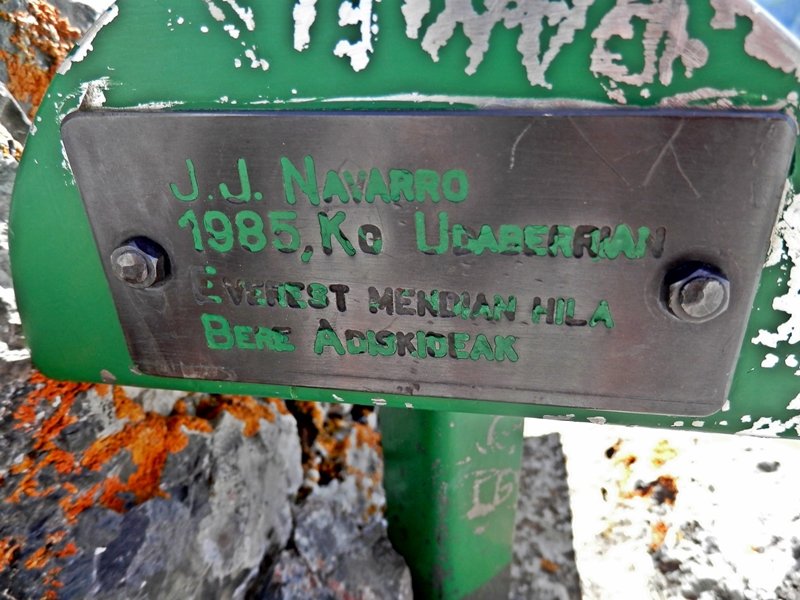 J.J. NAVARRO
1985,KO UDABERRIAN
EVEREST MENDIAN HILA
BERE ADISKIDEAK